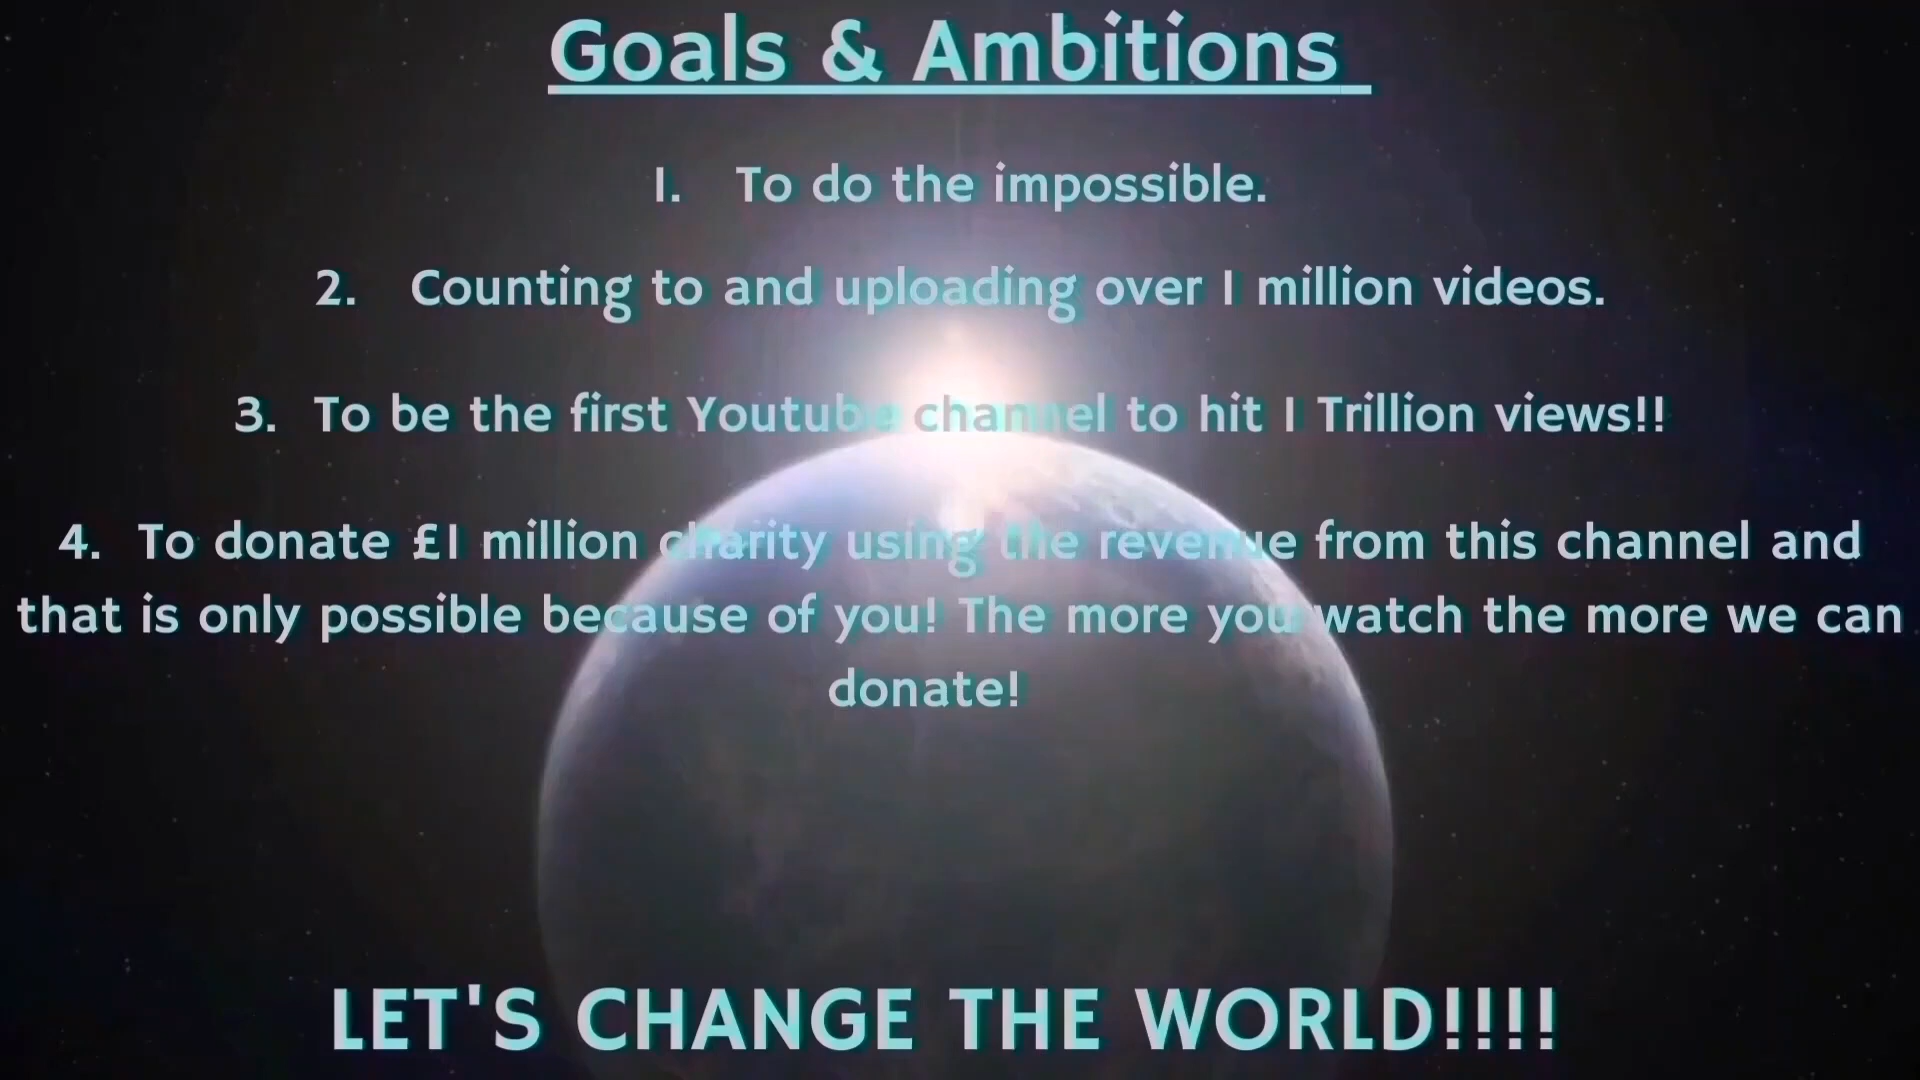 Goals & Ambitions
1. To do the impossible.
2. Counting to and uploading over 1 million videos.
3. To be the first Youtube channel to hit 1 Trillion views!!
4. To donate £1 million charity using the revenue from this channel and
that is only possible because of you! The more you watch the more we can
donate!
LET'S CHANGE THE WORLD!!!!